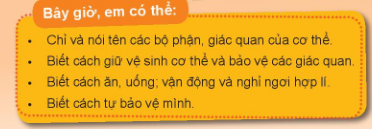 Bây giờ, em có thể:
• Chỉ và nói tên các bộ phận, giác quan của cơ thể.
• Biết cách giữ vệ sinh cơ thể và bảo vệ các giác quan.
• Biết cách ăn, uống; vận động và nghỉ ngơi hợp lí.
• Biết cách tự bảo vệ mình.